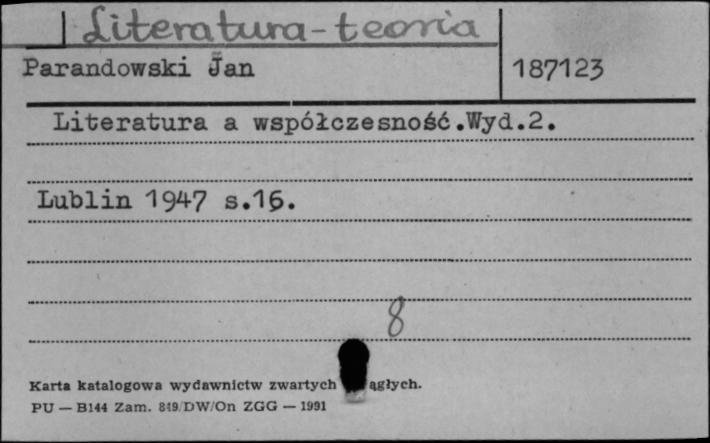 Literatura-teoria
Parandowski Jan 187123
Literatura a współczesność.Wyd.2.
Lublin 1947 s.16.
8
Karta katalogowa wydawnictw zwartych ągłych.
PU — B144 Zam. 849/DW/On ZGG — 1991